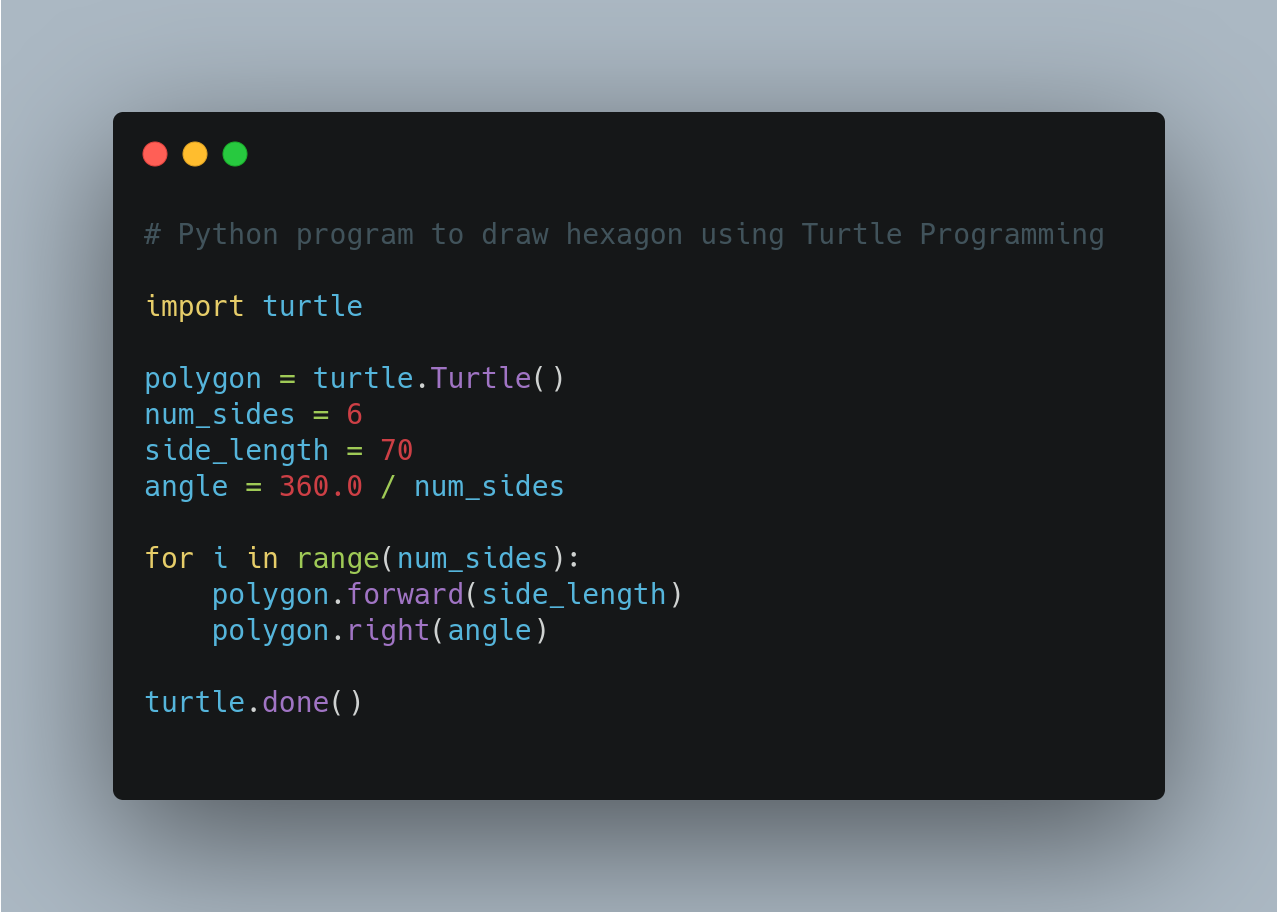 # Python program to draw hexagon using Turtle Programming

import turtle

polygon = turtle.Turtle()
num_sides = 6
side_length = 70
angle = 360.0 / num_sides

for i in range(num_sides):
    polygon.forward(side_length)
    polygon.right(angle)

turtle.done()